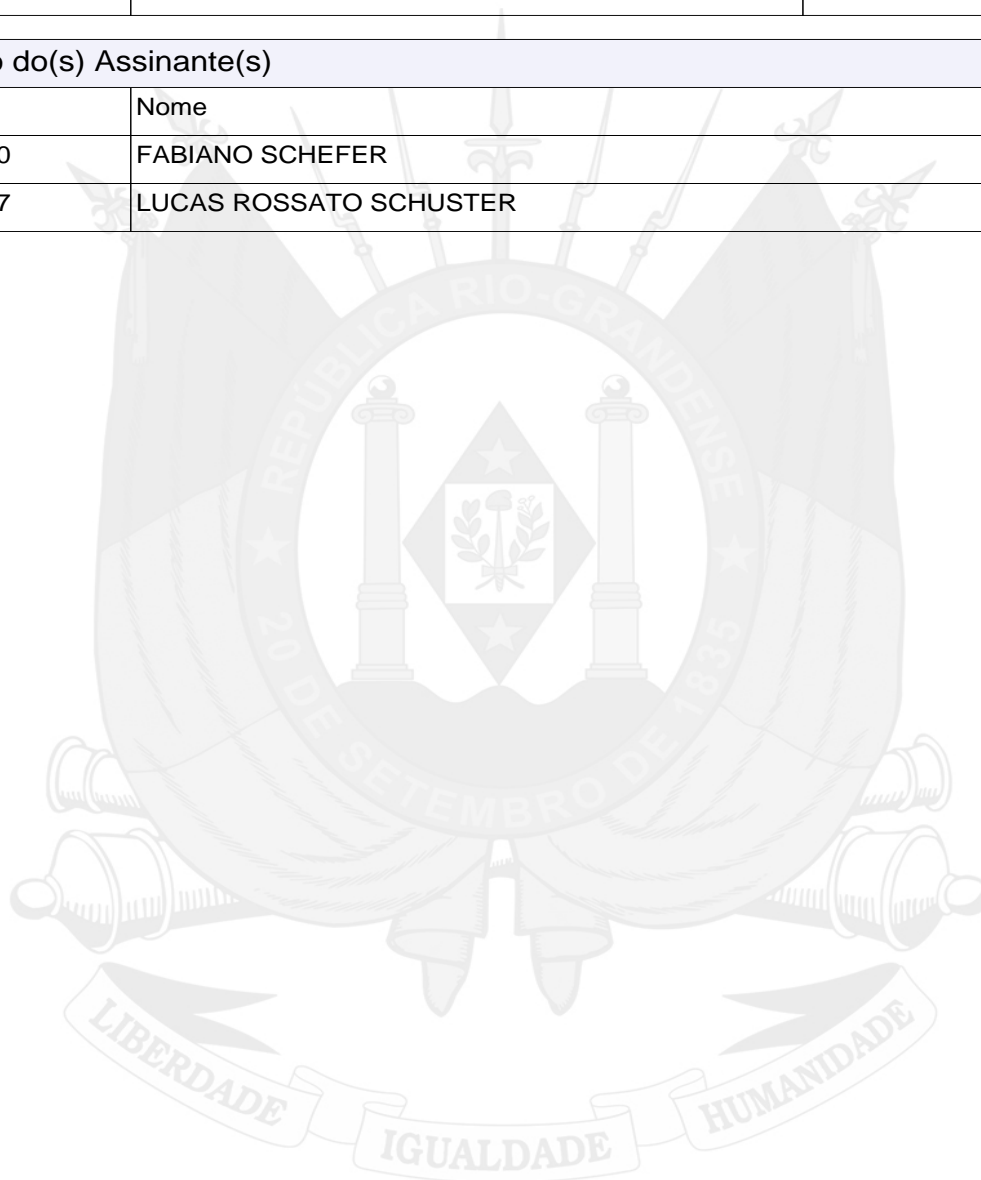 o do(s) Assinante(s)
Nome
0 FABIANO SCHEFER
7 LUCAS ROSSATO SCHUSTER
REPÚBLICA RIO-GRANDENSE
★ 20 DE SETEMBRO DE 1835 ★
LIBERDADE IGUALDADE HUMANIDADE